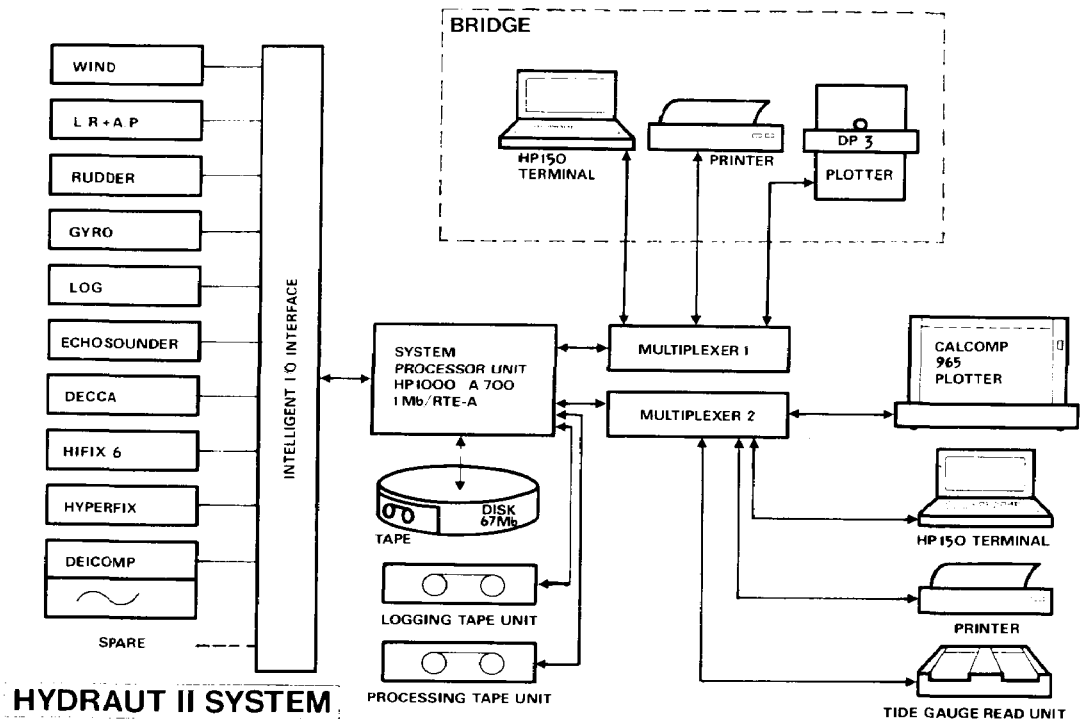 BRIDGE
WIND
L R + A P
RUDDER
GYRO
LOG
ECHOSOUNDER
DECCA
HIFIX 6
HYPERFIX
DEICOMP
SPARE
INTELLIGENT I/O INTERFACE
HP150
TERMINAL
PRINTER
DP 3
PLOTTER
SYSTEM
PROCESSOR UNIT
HP1000 A 700
1 Mb/RTE-A
MULTIPLEXER 1
MULTIPLEXER 2
CALCOMP
965
PLOTTER
DISK
67Mb
TAPE
LOGGING TAPE UNIT
PROCESSING TAPE UNIT
HP150 TERMINAL
PRINTER
TIDE GAUGE READ UNIT
HYDRAUT II SYSTEM